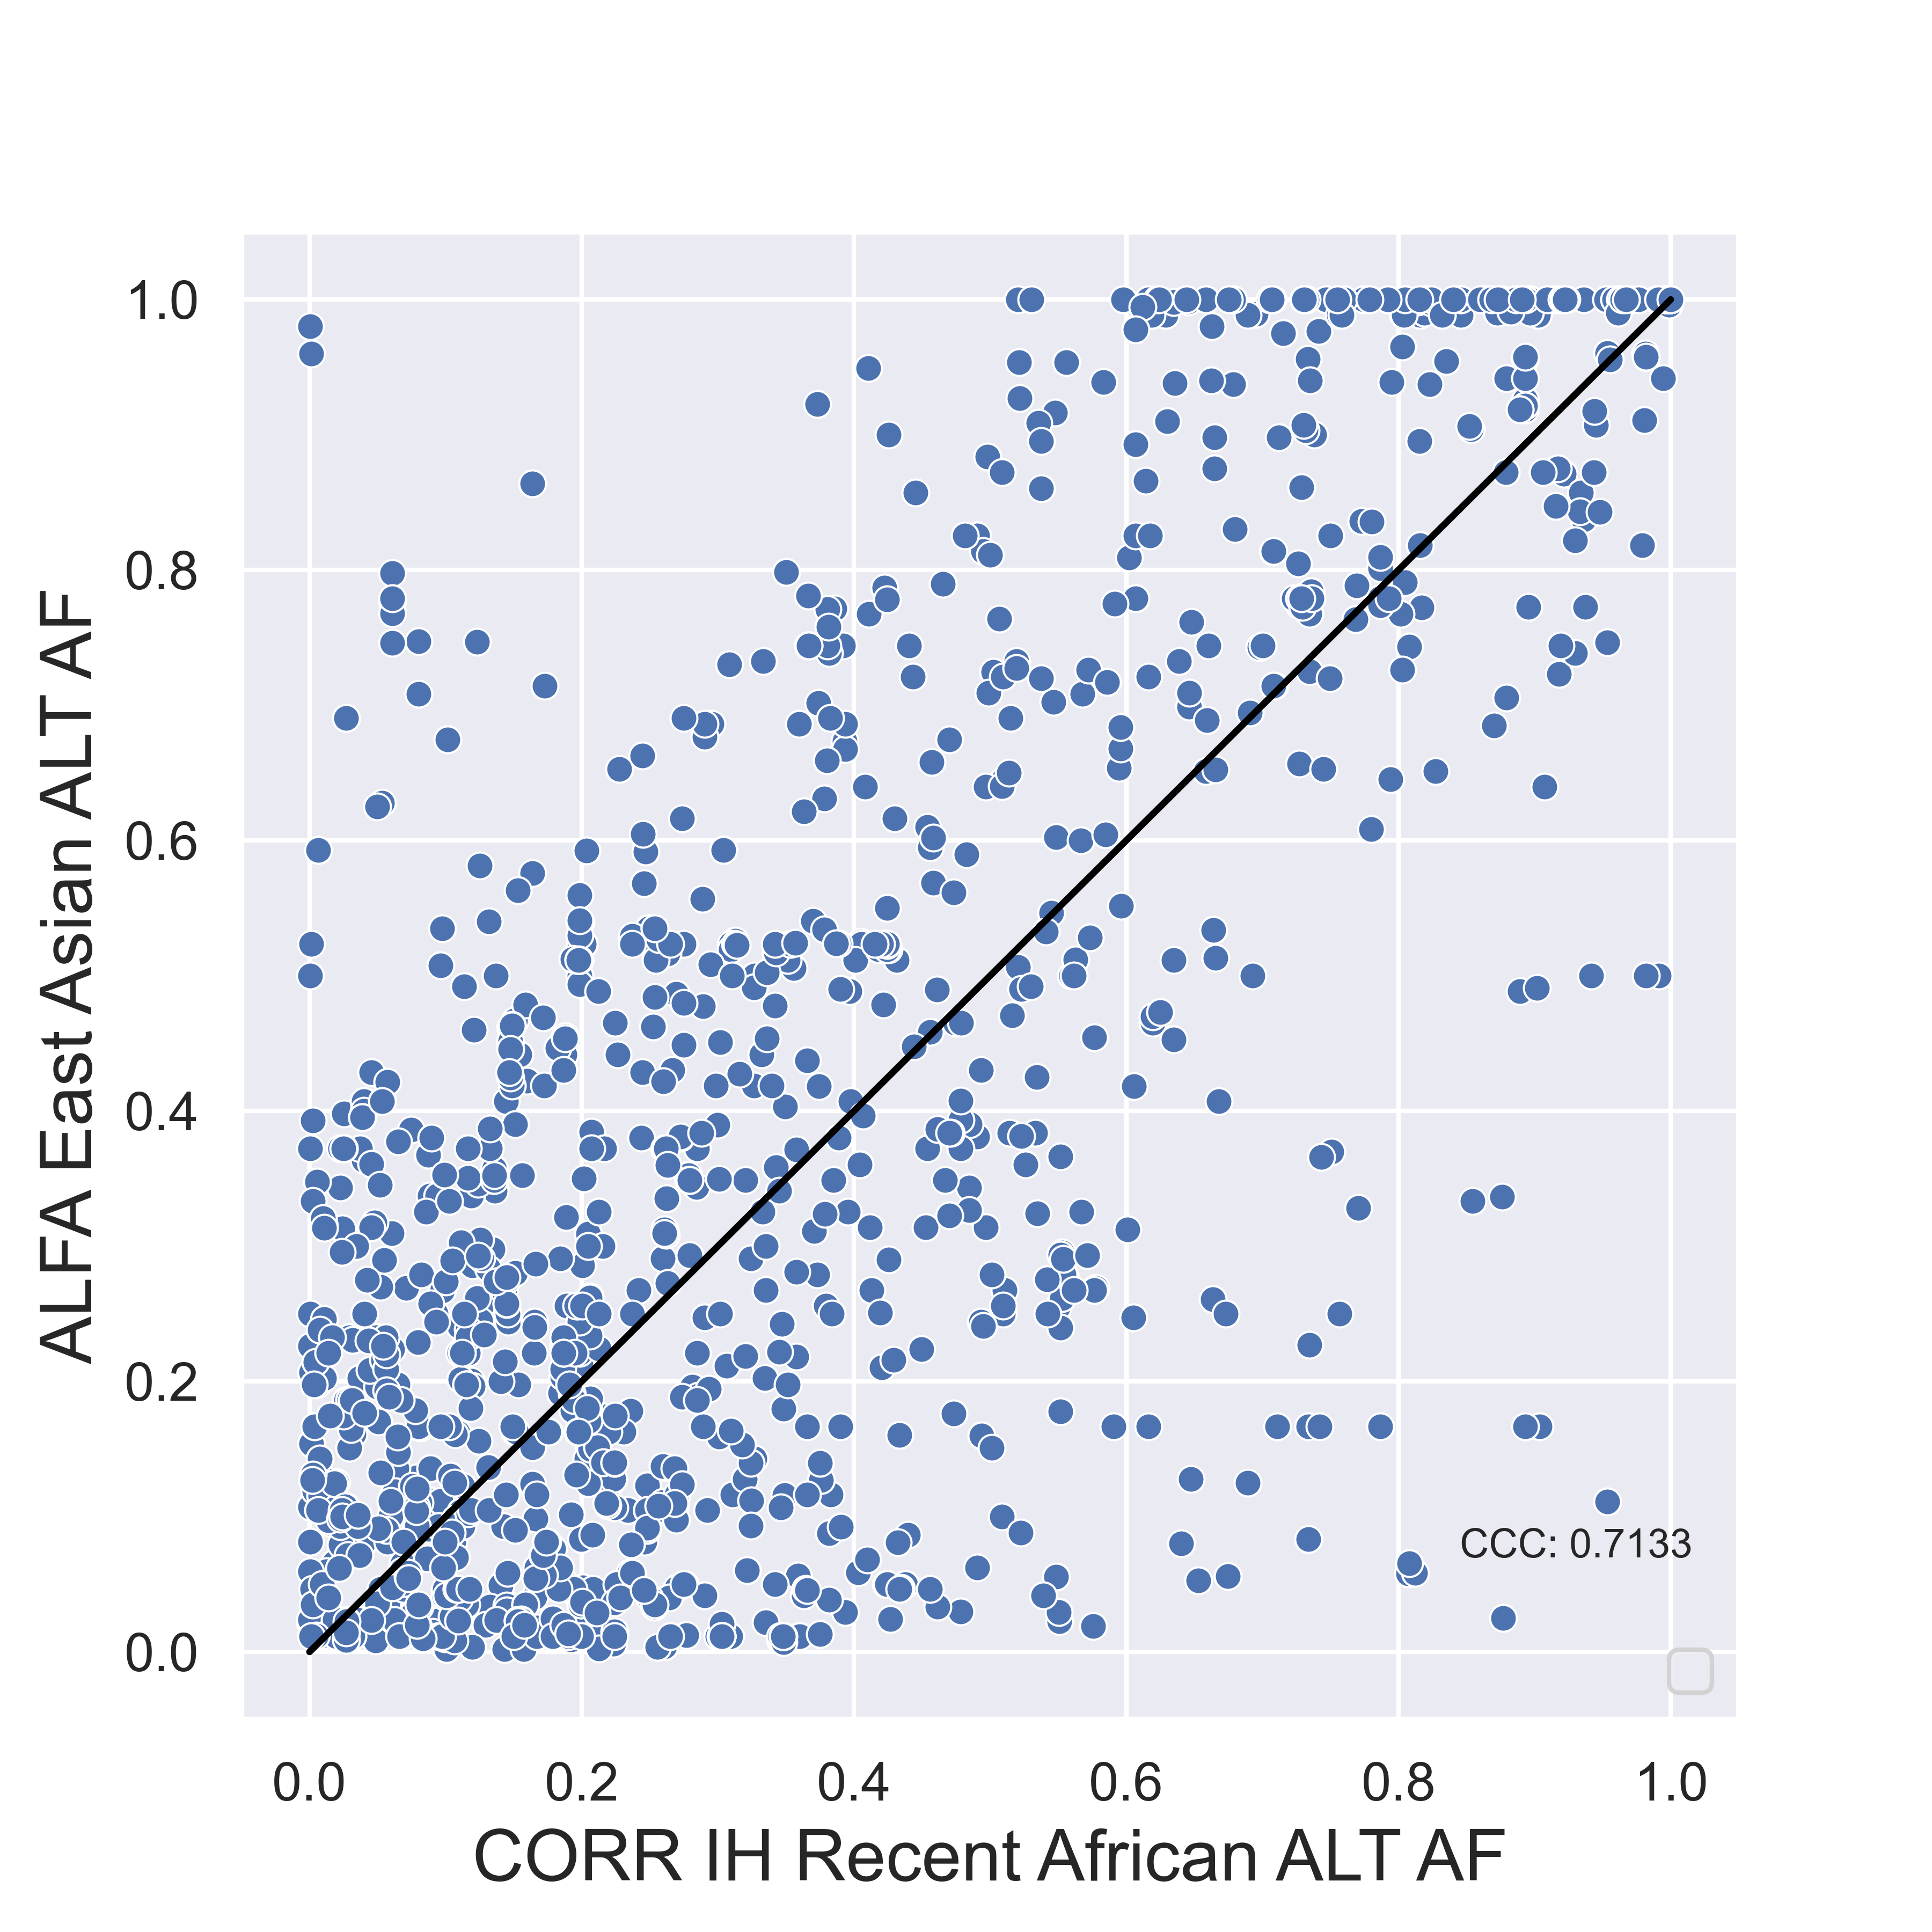 1.0
0.8
0.6
0.4
0.2
0.0
ALFA East Asian ALT AF
CCC: 0.7133
0.0 0.2 0.4 0.6 0.8 1.0
CORR IH Recent African ALT AF